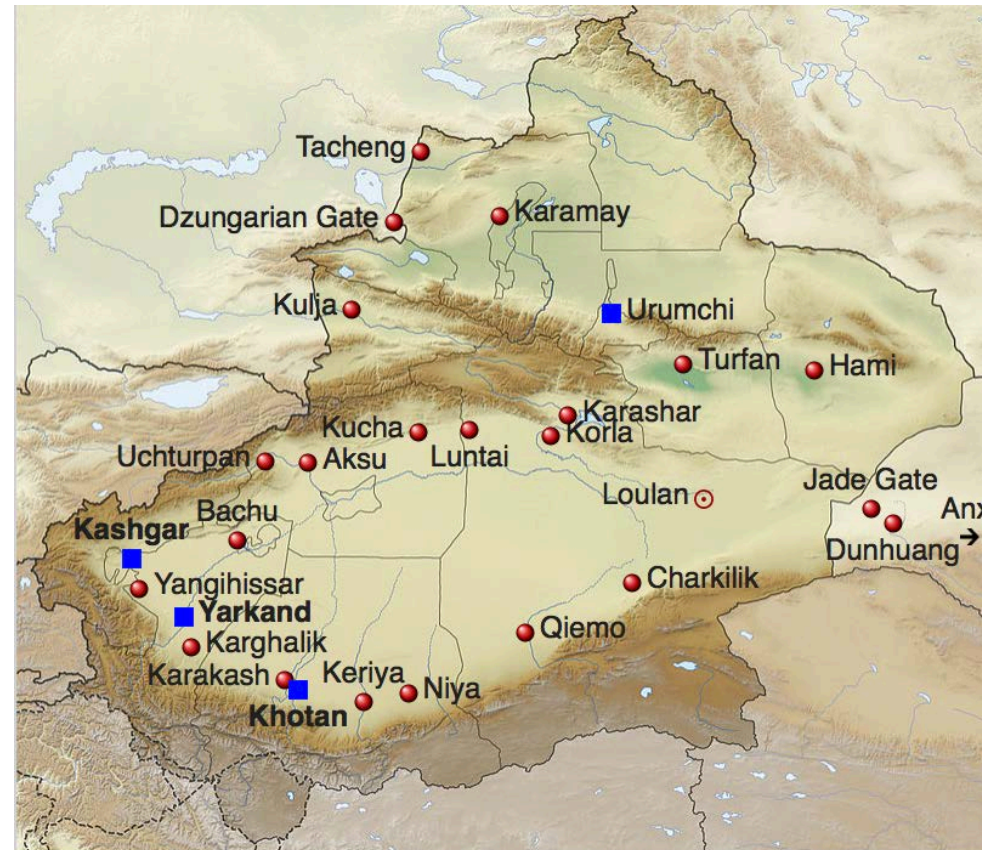 Tacheng
Dzungarian Gate
Karamay
Kulja
Urumchi
Turfan
Hami
Karashar
Kucha
Korla
Luntai
Uchturpan
Aksu
Jade Gate
Loulan
Bachu
Anx
Kashgar
Dunhuang →
Yangihissar
Charkilik
Yarkand
Qiemo
Karghalik
Karakash
Keriya
Niya
Khotan